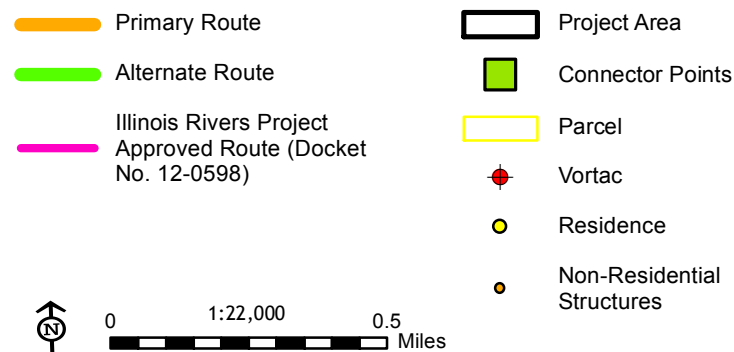 Primary Route
Alternate Route
Illinois Rivers Project
Approved Route (Docket
No. 12-0598)
Project Area
Connector Points
Parcel
Vortac
Residence
Non-Residential
Structures
N
1:22,000
0 0.5
Miles